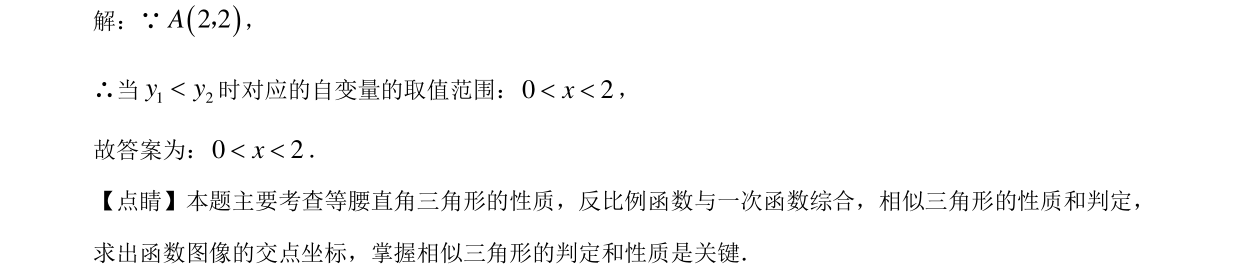 解：∵ A(2,2)，
∴当 y₁ < y₂ 时对应的自变量的取值范围：0 < x < 2，
故答案为：0 < x < 2．
【点睛】本题主要考查等腰直角三角形的性质，反比例函数与一次函数综合，相似三角形的性质和判定，
求出函数图像的交点坐标，掌握相似三角形的判定和性质是关键．